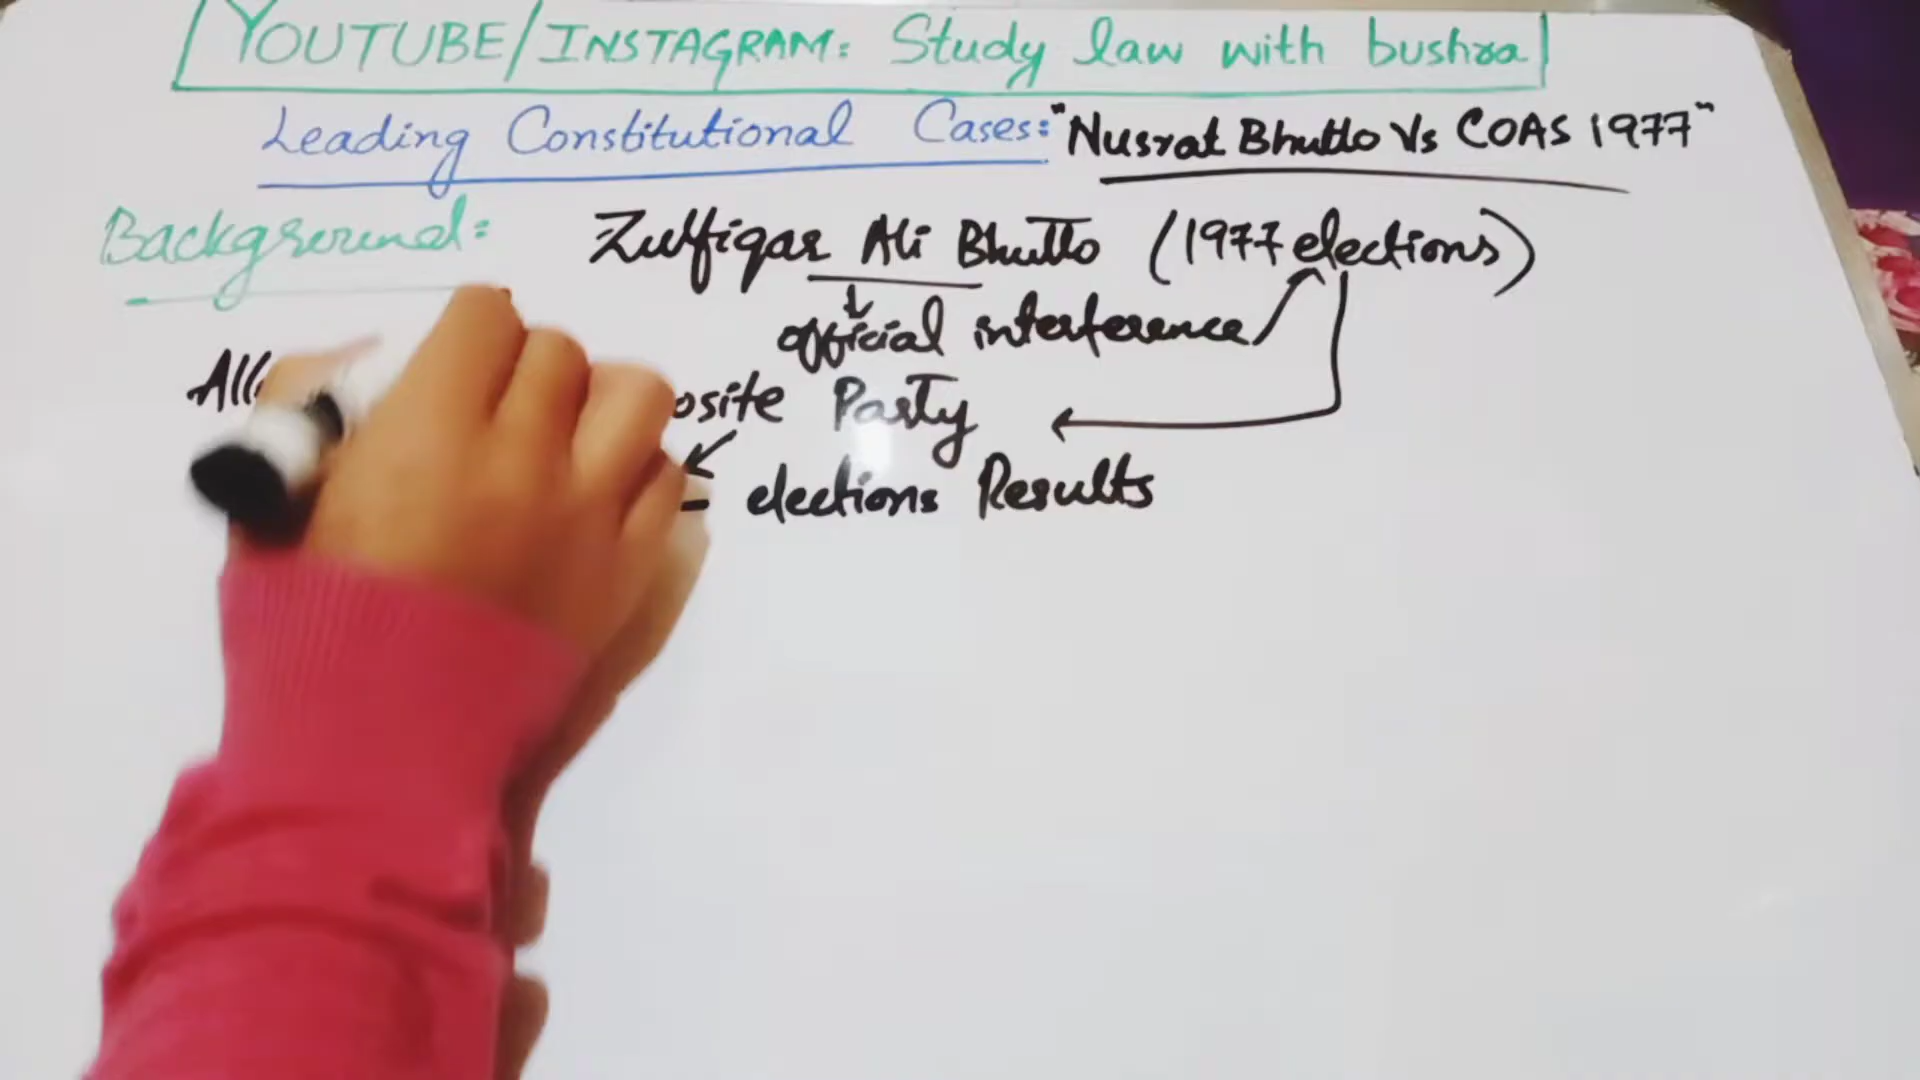 YOUTUBE/INSTAGRAM: Study law with bushra
Leading Constitutional Cases: "Nusrat Bhutto Vs COAS 1977"
Background: Zulfiqar Ali Bhutto (1977 elections)
official interference
Party
- elections Results